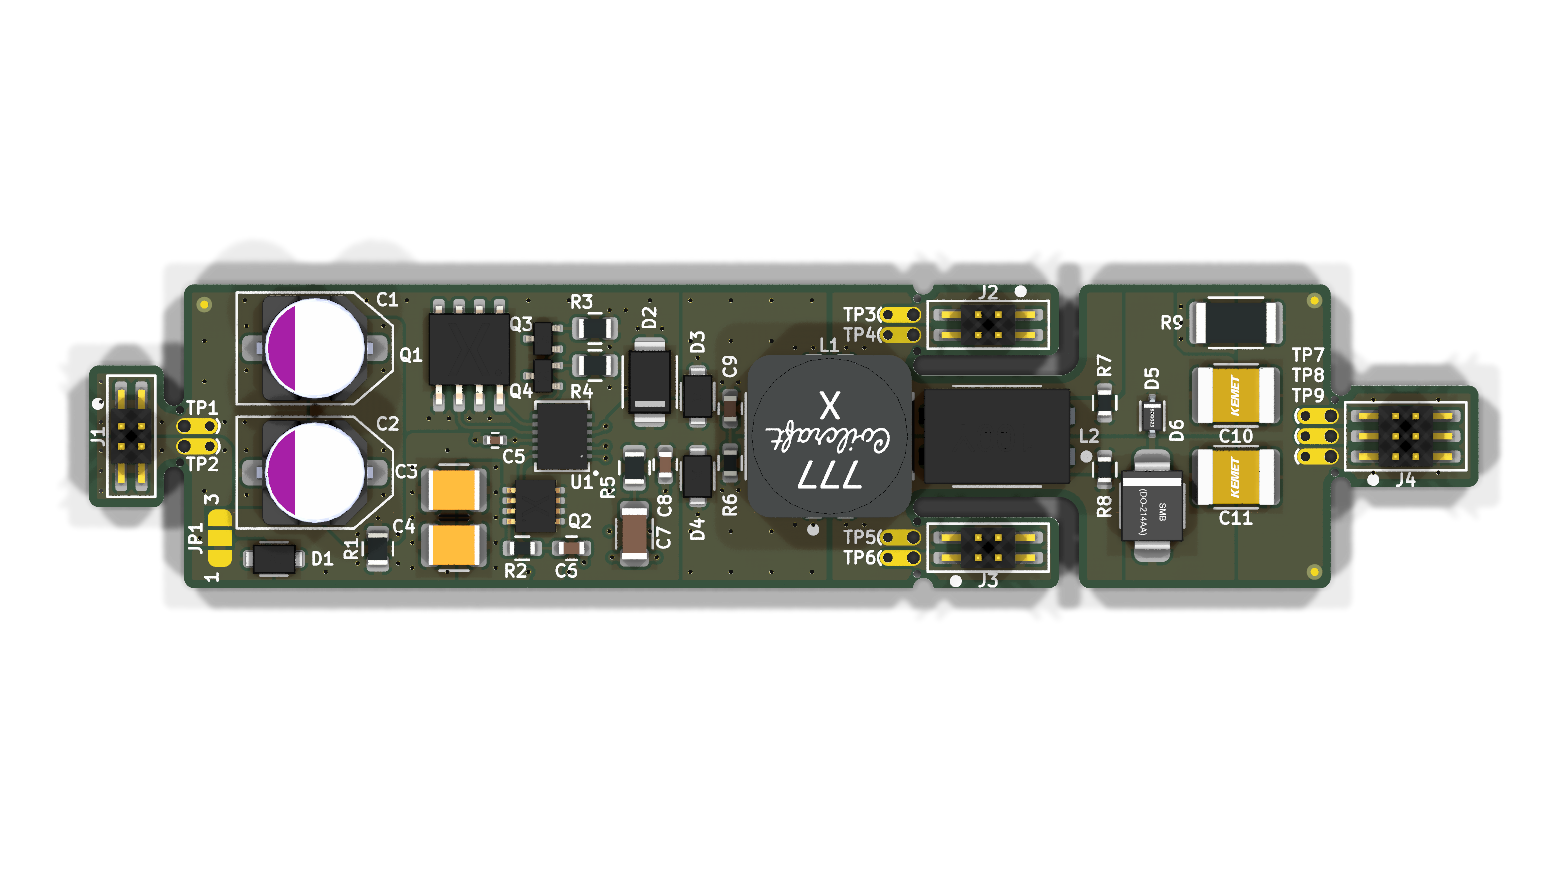 C1
Q1
C2
C3
J1
TP1
TP2
JP1
3
1
D1
R1
C4
Q3
Q4
R3
R4
C5
U1
Q2
R2
C5
D2
D3
C9
R5
C8
C7
D4
R6
L1
X
Coilcraft
777
TP3
TP4
TP5
TP6
J2
J3
L2
R7
R8
D5
D6
SMB
(DO-214AA)
R9
KEMET
C10
KEMET
C11
TP7
TP8
TP9
J4